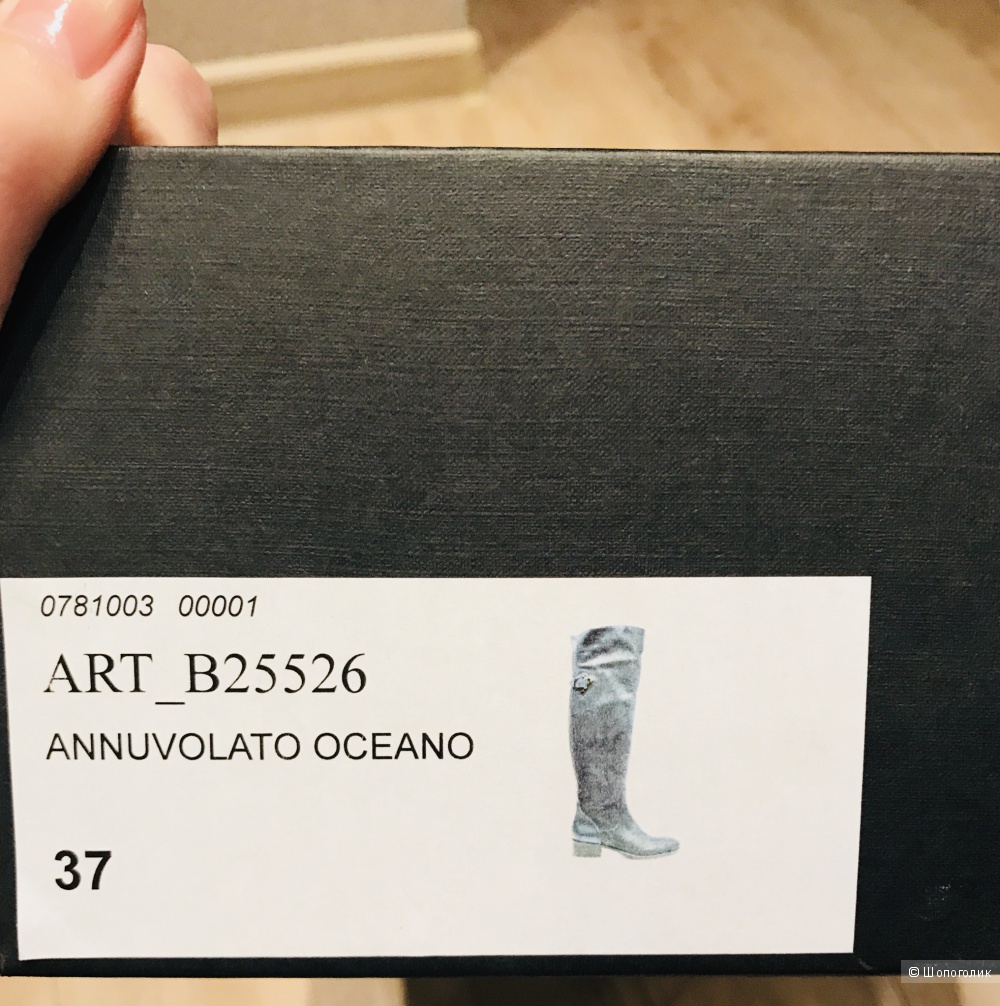 0781003 00001
ART_B25526
ANNUVOLATO OCEANO
37
© Шопоголик